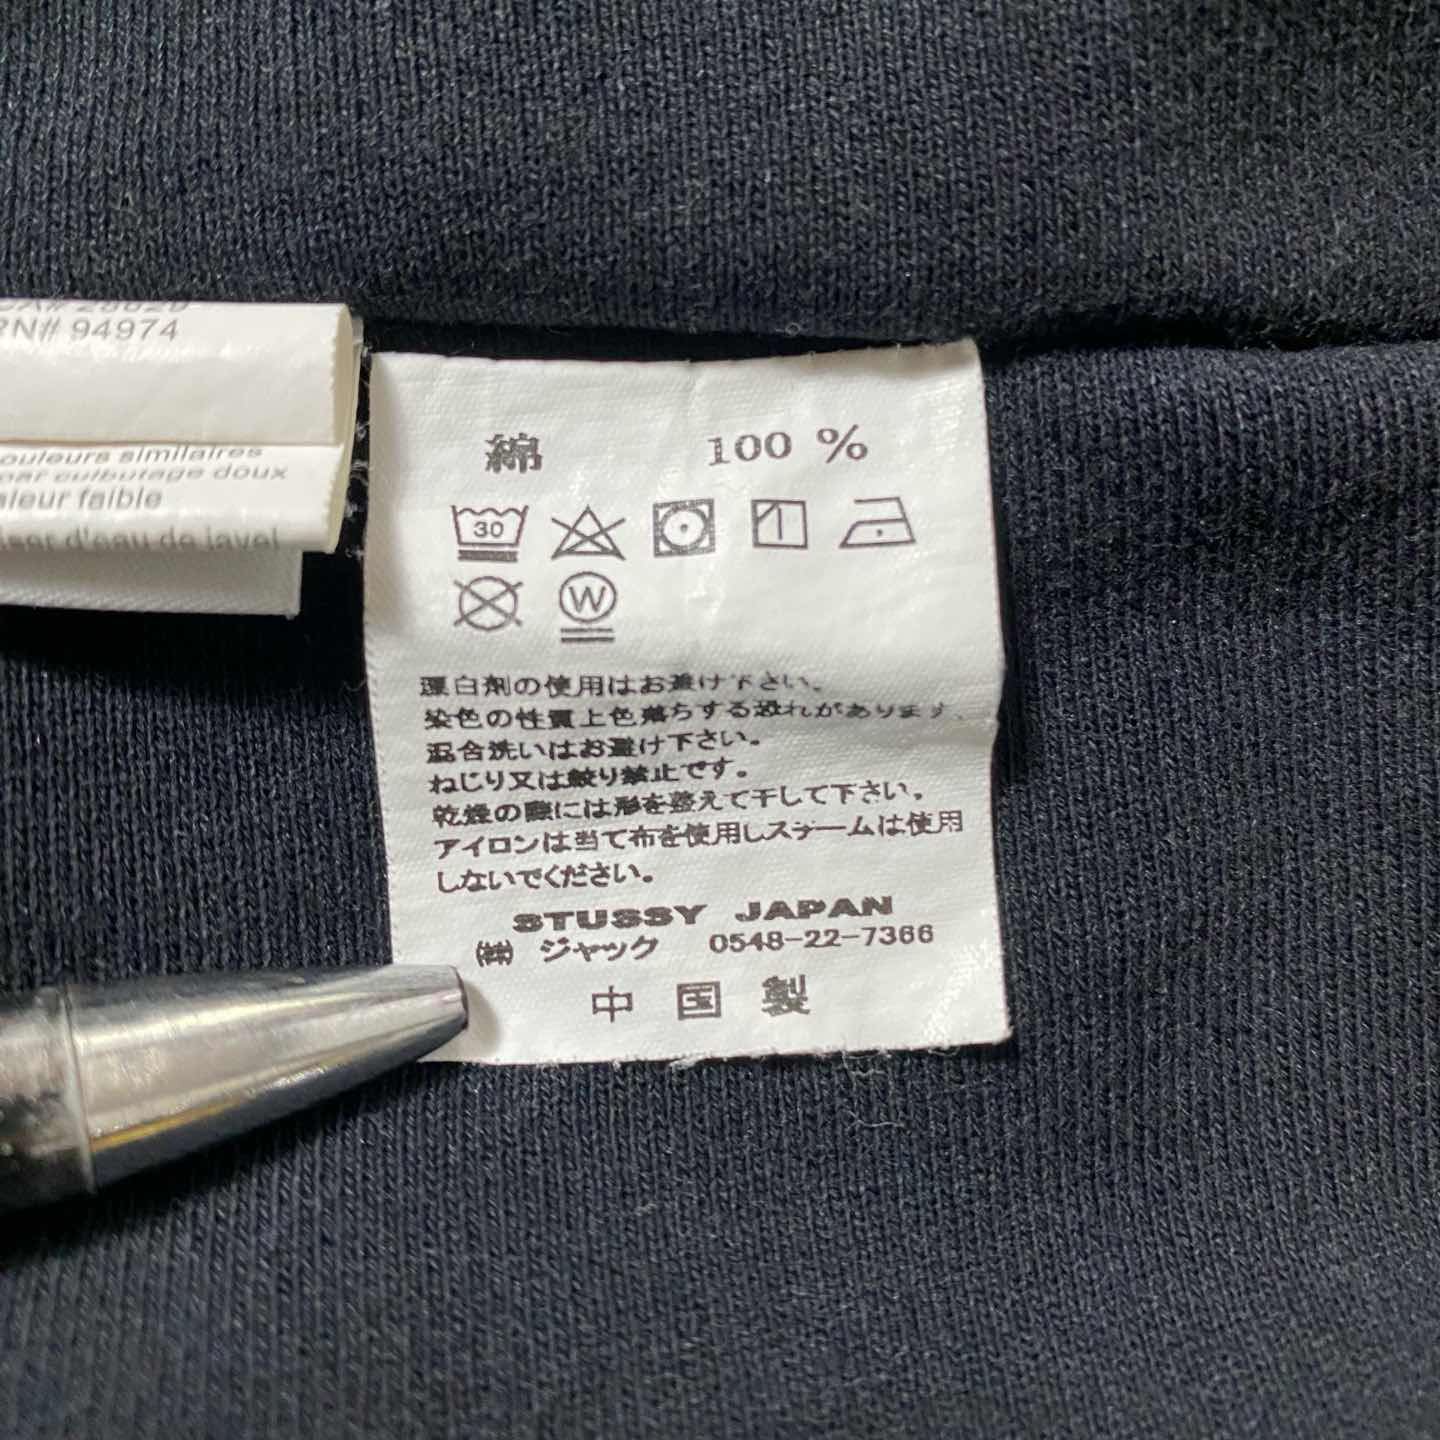 RN# 94974
couleurs similaires
par culbutage doux
faible
d'eau de javel
綿 100 %
30
W
漂白剤の使用はお避け下さい。
染色の性質上色落ちする恐れがあります。
混合洗いはお避け下さい。
ねじり又は絞り禁止です。
乾燥の際には形を整えて干して下さい。
アイロンは当て布を使用しスチームは使用
しないでください。
STUSSY JAPAN
㈱ ジャック 0548-22-7366
中国製